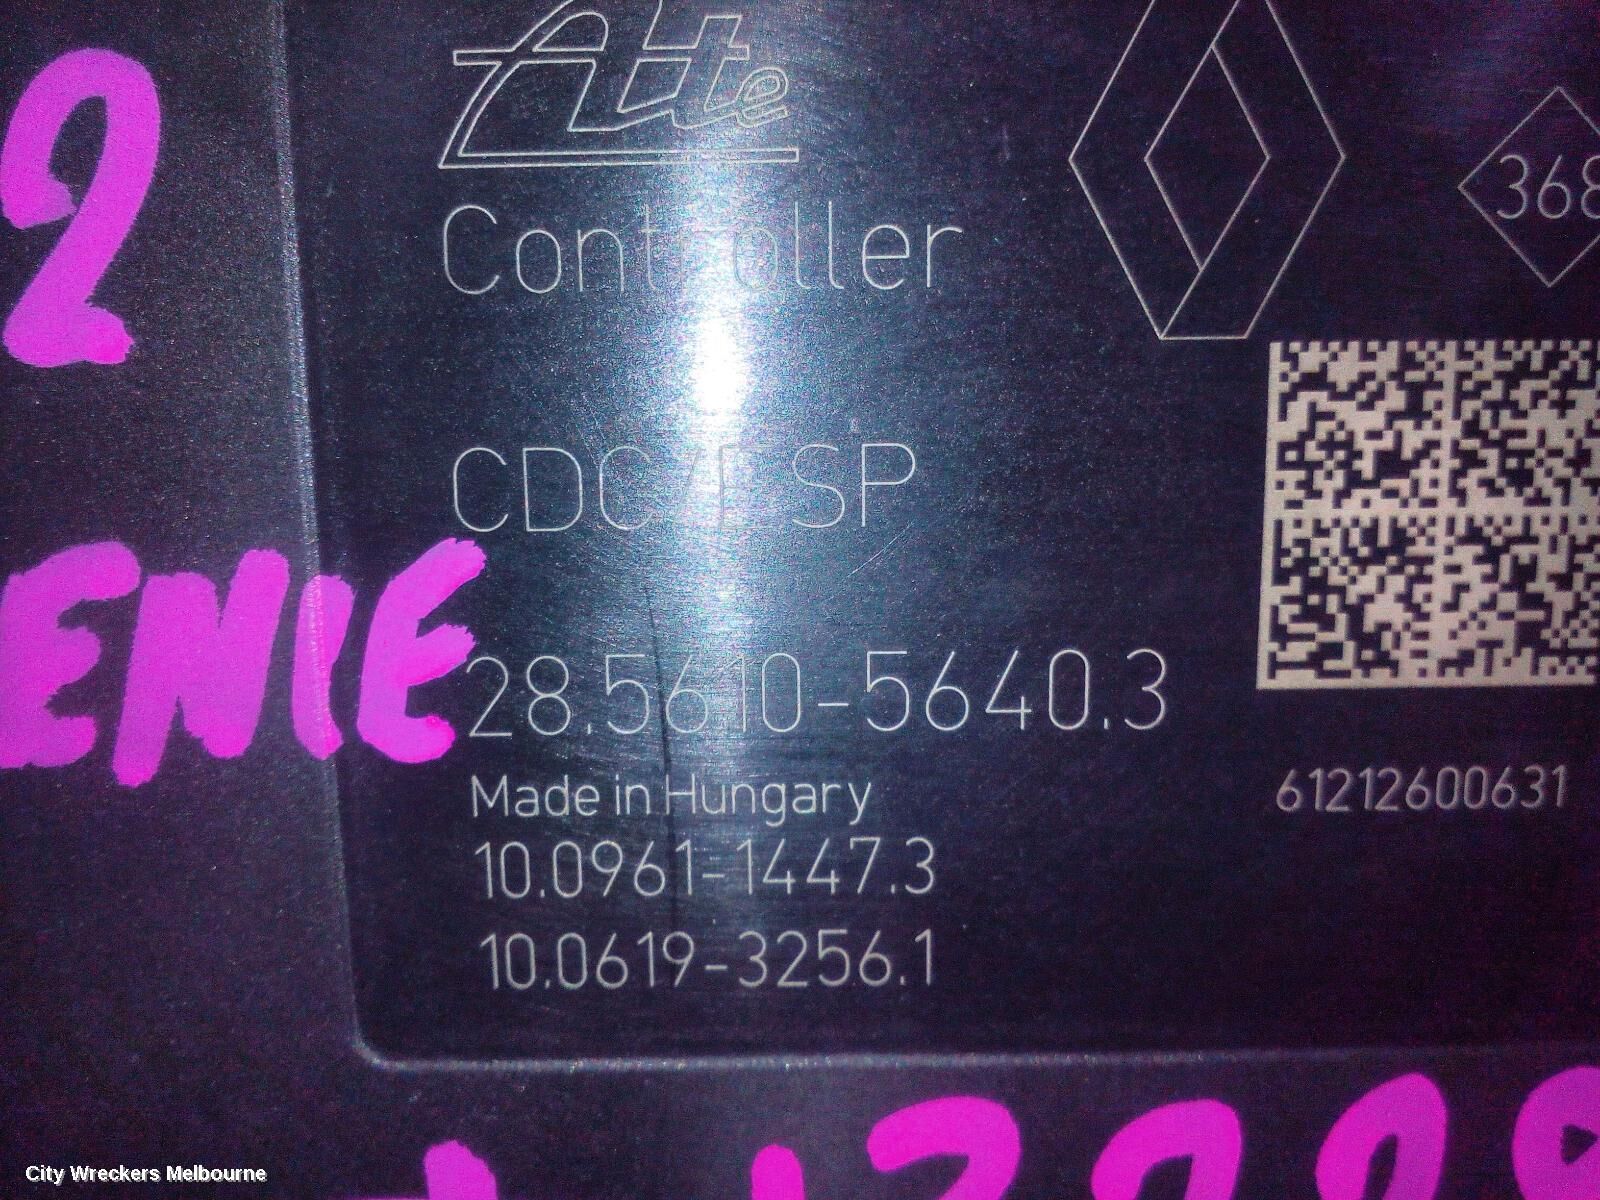 2
Ate
368
Controller
CDC/ESP
ENIE
28.5610-5640.3
Made in Hungary
61212600631
10.0961-1447.3
10.0619-3256.1
City Wreckers Melbourne